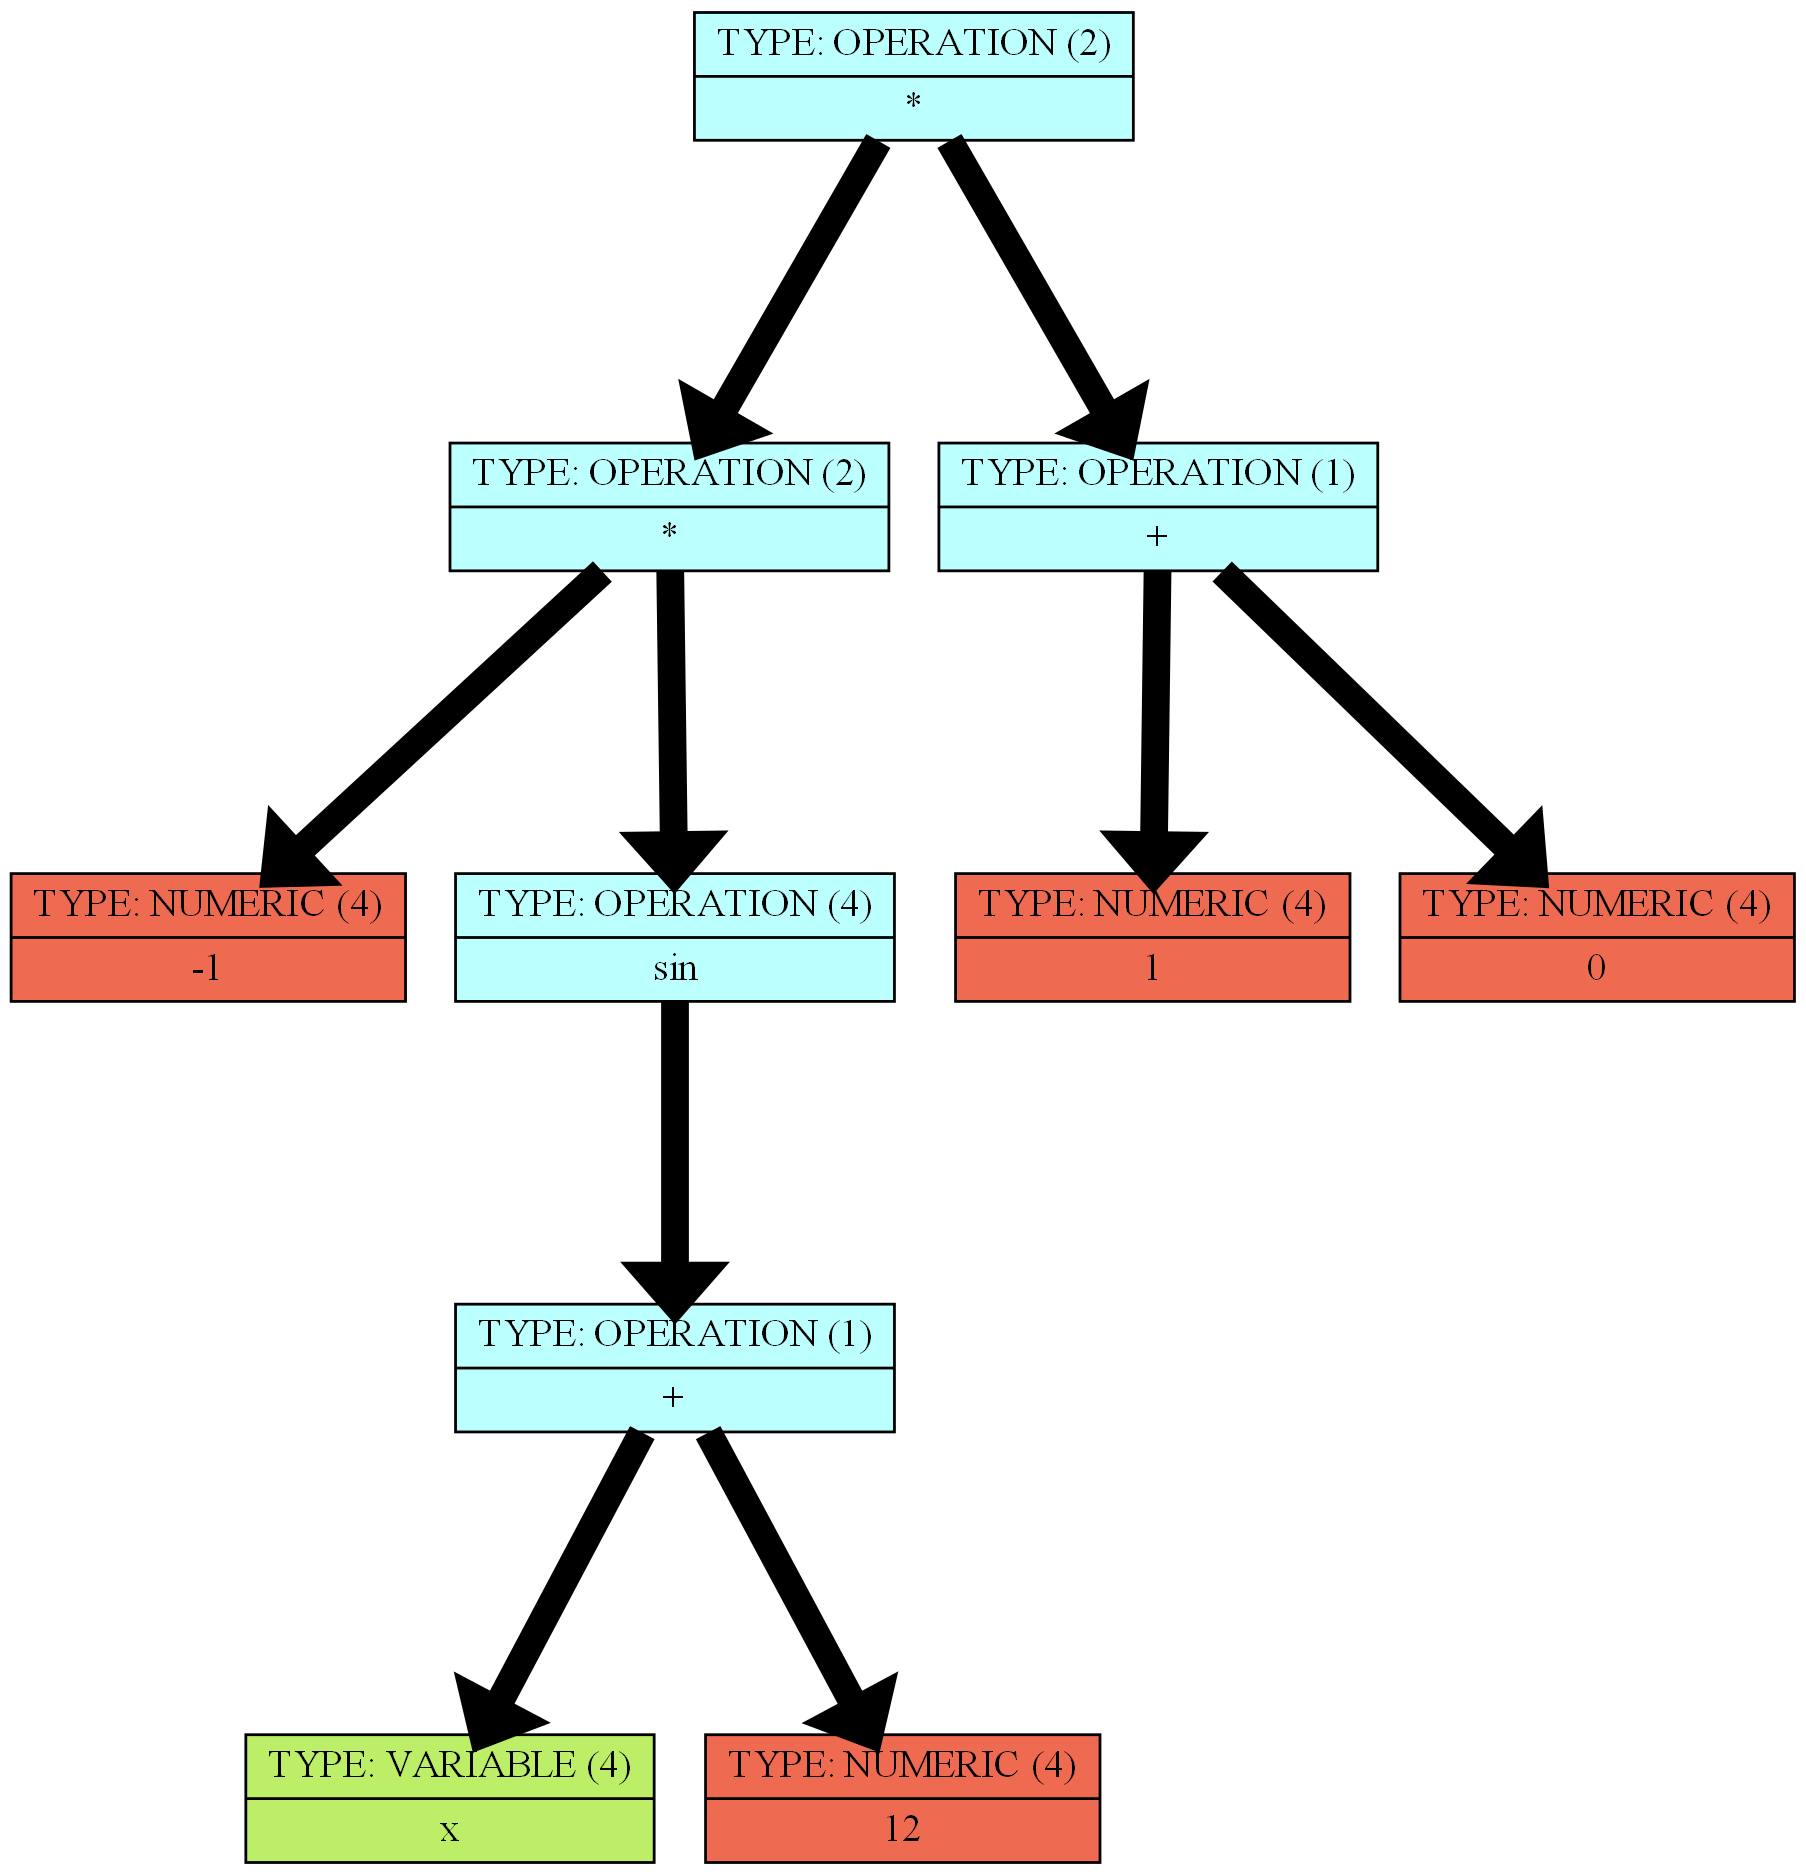 TYPE: OPERATION (2)
*
TYPE: OPERATION (2)
*
TYPE: OPERATION (1)
+
TYPE: NUMERIC (4)
-1
TYPE: OPERATION (4)
sin
TYPE: NUMERIC (4)
1
TYPE: NUMERIC (4)
0
TYPE: OPERATION (1)
+
TYPE: VARIABLE (4)
x
TYPE: NUMERIC (4)
12